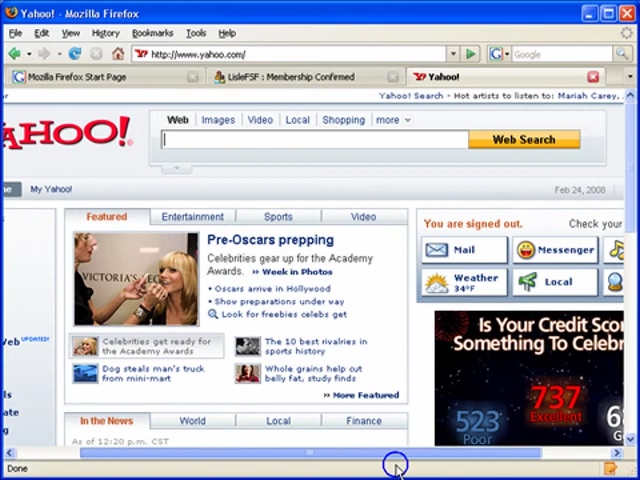 Yahoo! - Mozilla Firefox
File Edit View History Bookmarks Tools Help
http://www.yahoo.com/
Google
Mozilla Firefox Start Page
LisleFSF : Membership Confirmed
Yahoo!
Yahoo! Search - Hot artists to listen to: Mariah Carey,
AHOO!
Web Images Video Local Shopping more
Web Search
My Yahoo!
Feb 24, 2008
Featured Entertainment Sports Video
Pre-Oscars prepping
Celebrities gear up for the Academy
Awards. » Week in Photos
• Oscars arrive in Hollywood
• Show preparations under way
Look for freebies celebs get
VICTORIA'S
Celebrities get ready for
the Academy Awards
The 10 best rivalries in
sports history
Dog steals man's truck
from mini-mart
Whole grains help cut
belly fat, study finds
» More Featured
In the News World Local Finance
As of 12:20 p.m. CST
You are signed out.
Check your
Mail
Messenger
Weather
34°F
Local
Is Your Credit Scor
Something To Celebr
737
Excellent
523
Poor
UPDATED!
Done